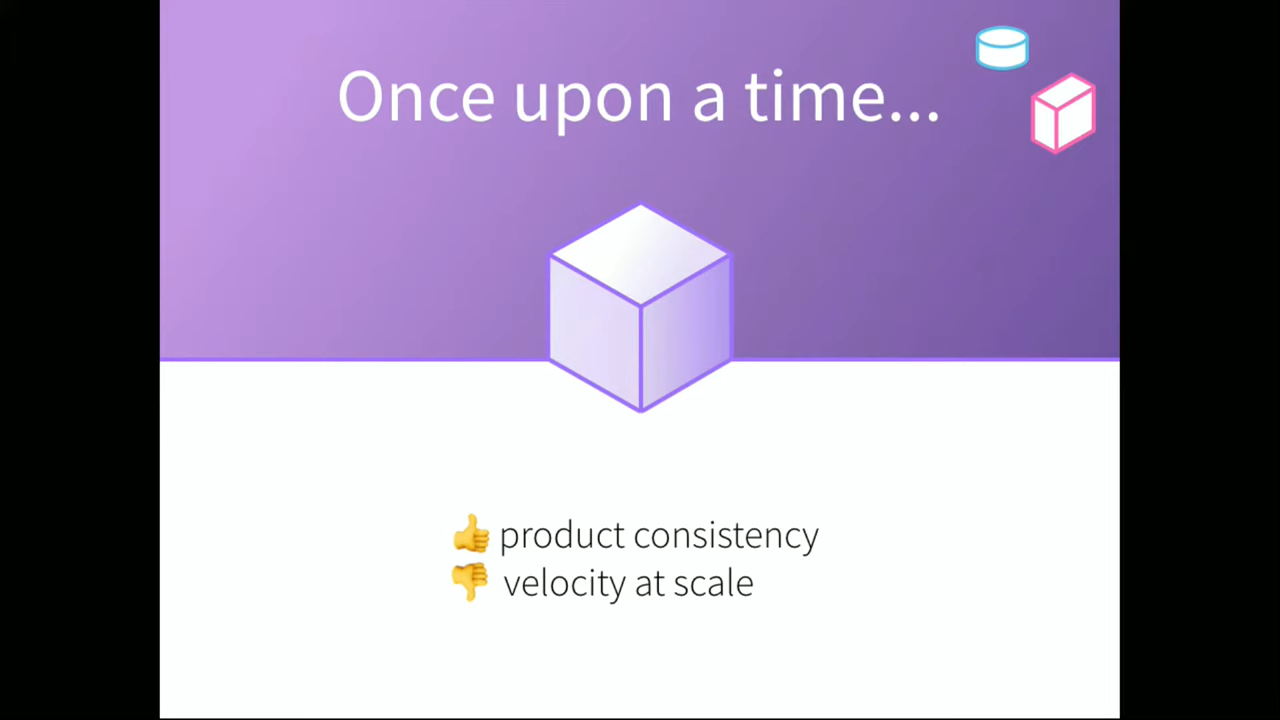 Once upon a time...
👍 product consistency
👎 velocity at scale